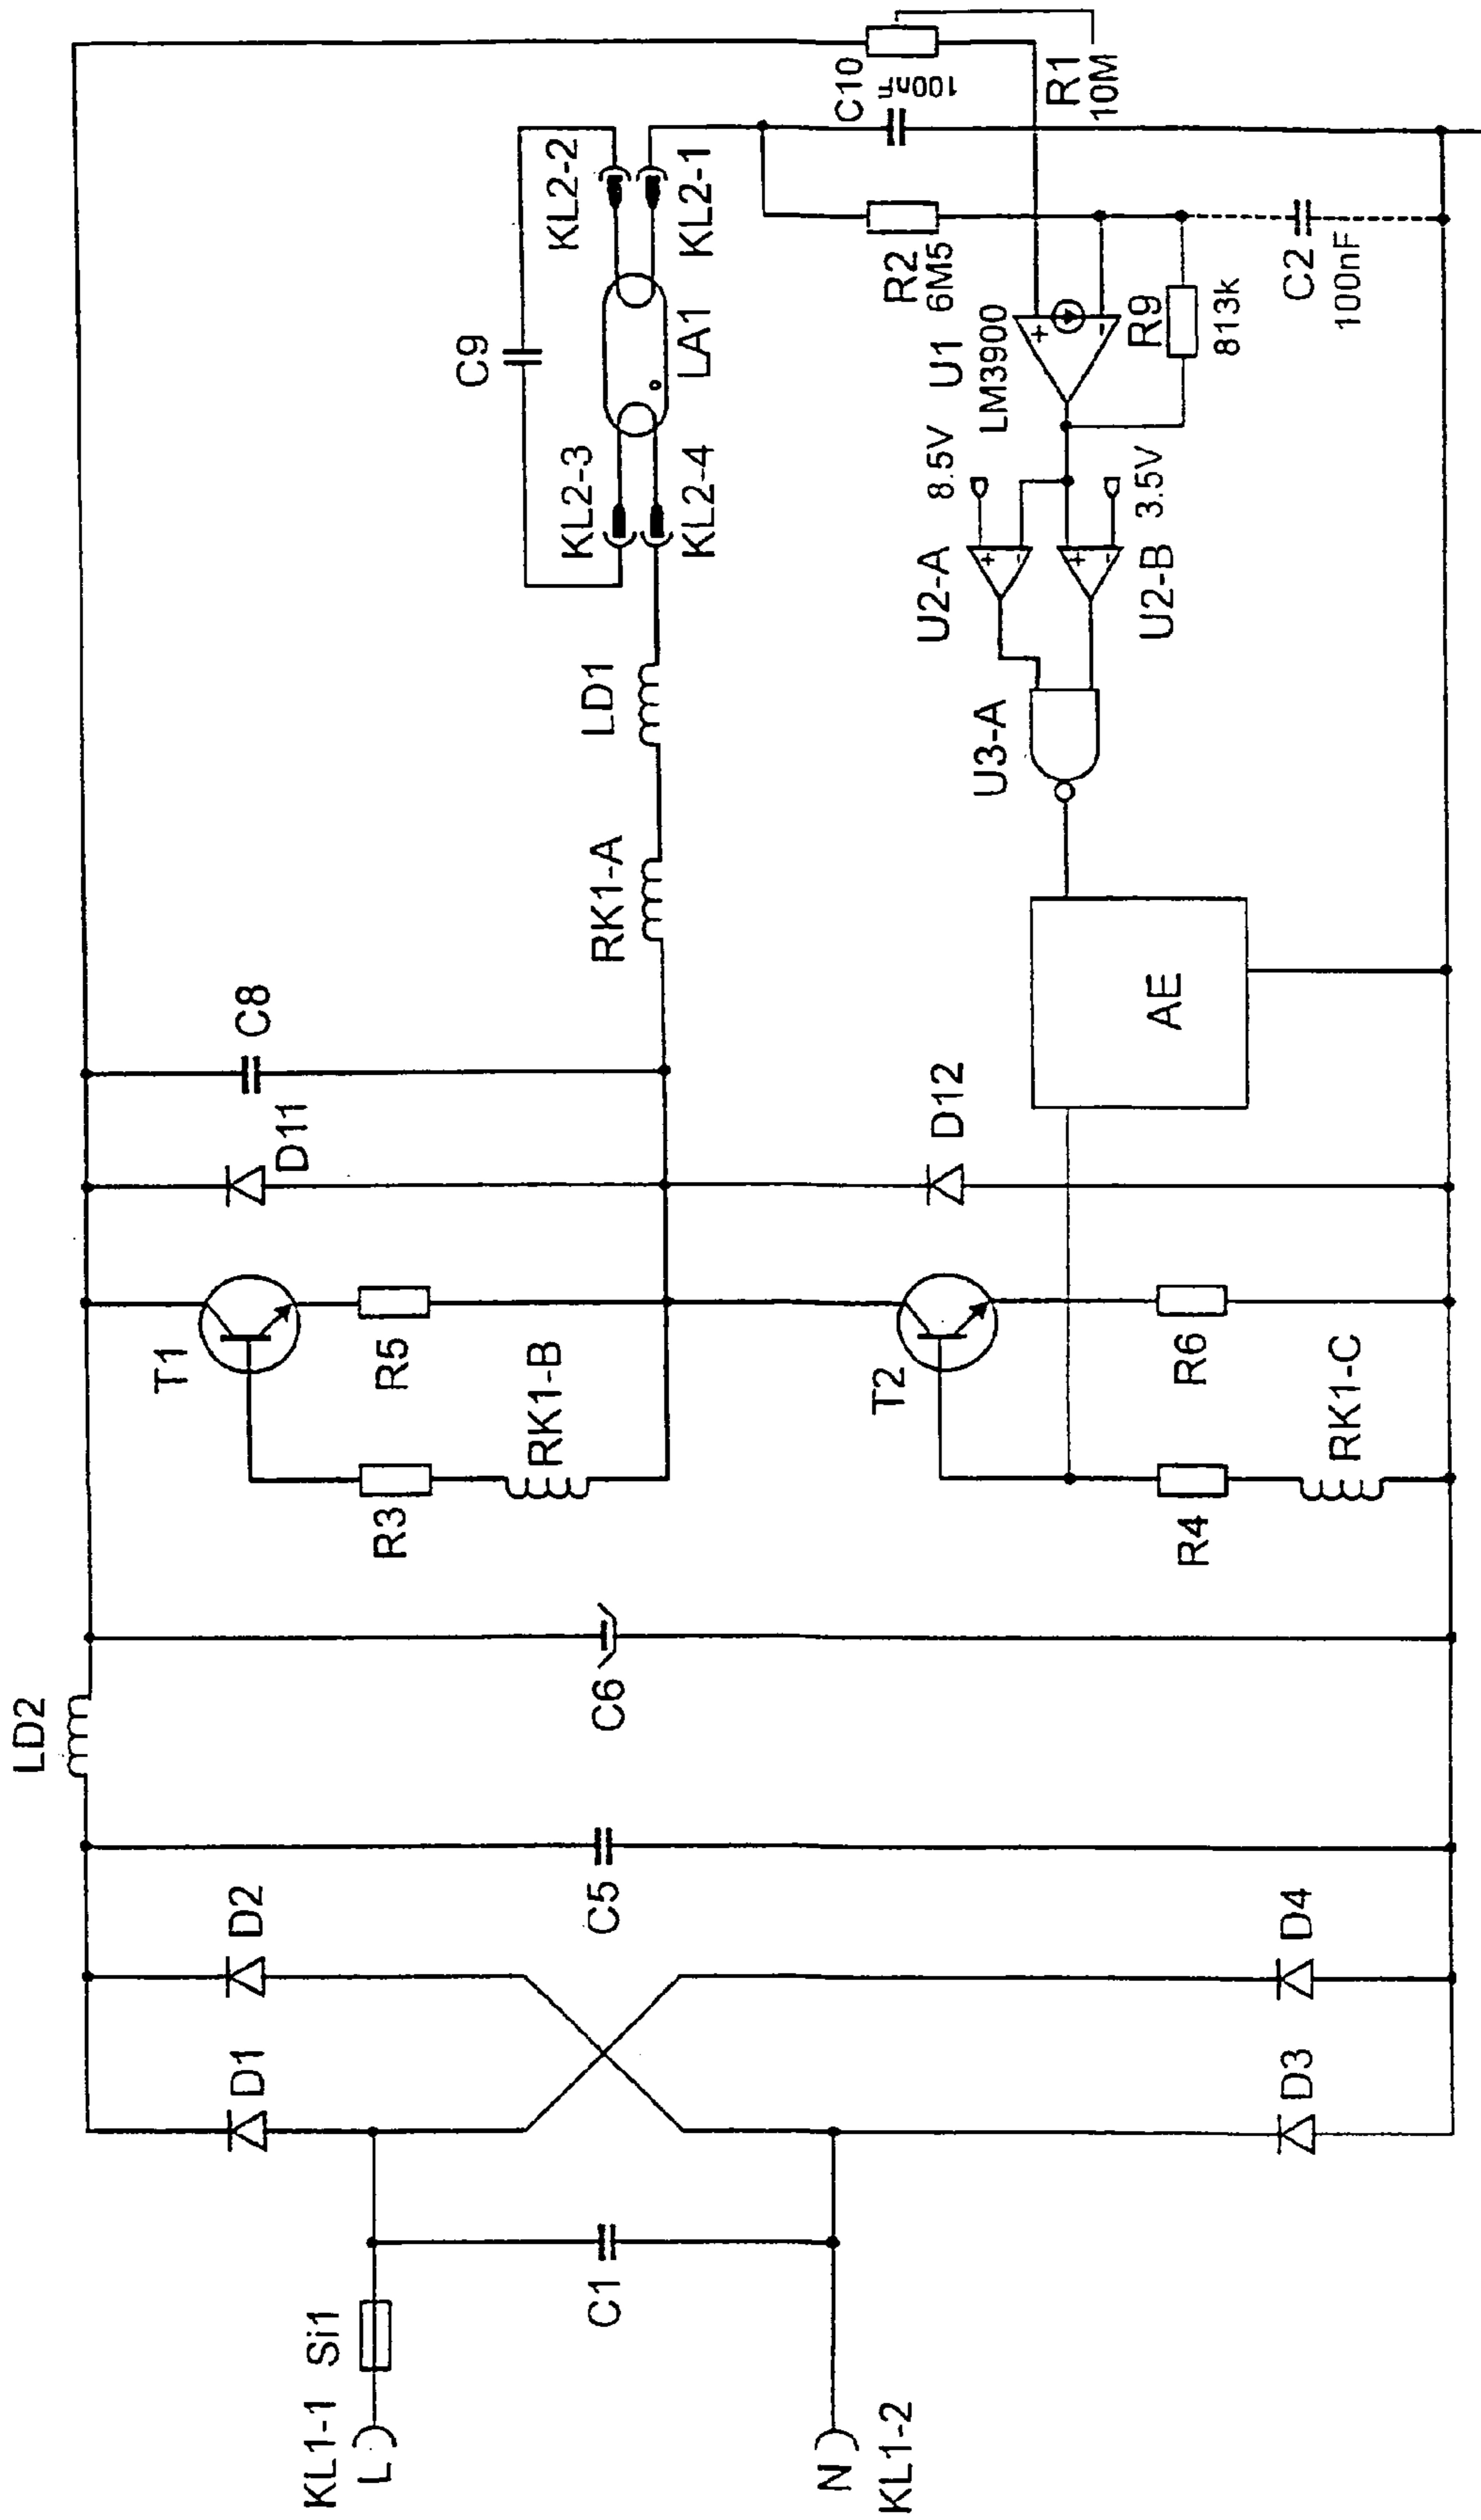 KL1-1
Si1
L
N
KL1-2
C1
D1
D2
D3
D4
C5
LD2
C6
T1
R3
R5
RK1-B
T2
R4
R6
RK1-C
D11
D12
C8
AE
RK1-A
LD1
U3-A
U2-A
8.5V
U2-B
3.5V
+
-
+
-
KL2-3
KL2-4
C9
LA1
KL2-2
KL2-1
U1
LM3900
+
-
R9
813k
R2
6M5
C2
100nF
C10
R1
10M